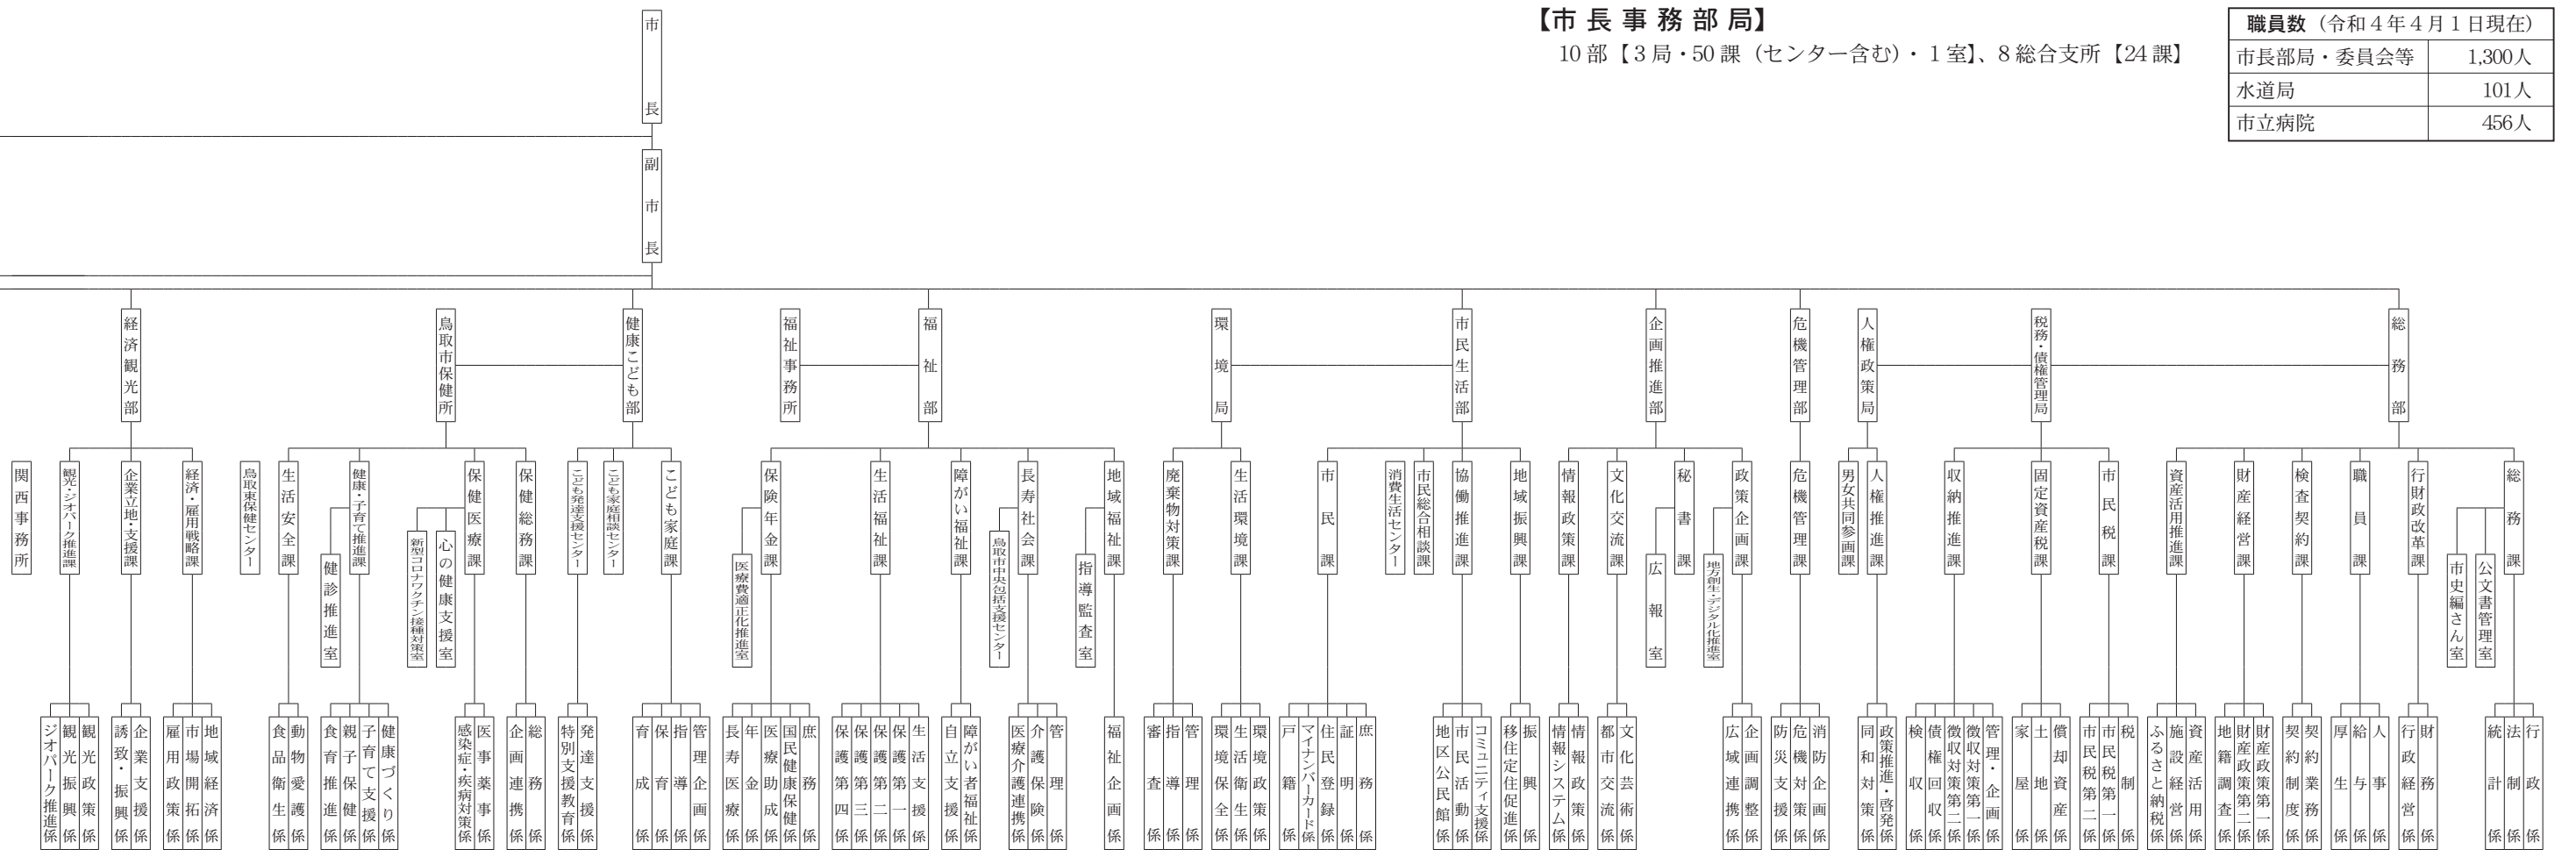 【市長事務部局】
10部【3局・50課(センター含む)・1室】、8総合支所【24課】
職員数(令和4年4月1日現在)
市長部局・委員会等 1,300人
水道局 101人
市立病院 456人
市長
副市長
総務部
税務・債権管理局
人権政策局
危機管理部
企画推進部
市民生活部
環境局
福祉部
福祉事務所
健康こども部
鳥取市保健所
経済観光部
総務課
行財政改革課
職員課
検査契約課
財産経営課
資産活用推進課
市民税課
固定資産税課
収納推進課
人権推進課
男女共同参画課
危機管理課
政策企画課
秘書課
文化交流課
情報政策課
地域振興課
協働推進課
市民総合相談課
消費生活センター
市民課
生活環境課
廃棄物対策課
地域福祉課
長寿社会課
障がい福祉課
生活福祉課
保険年金課
こども家庭課
こども家庭相談センター
こども発達支援センター
保健総務課
保健医療課
健康・子育て推進課
生活安全課
鳥取東保健センター
経済・雇用戦略課
企業立地・支援課
観光・ジオパーク推進課
関西事務所
公文書管理室
市史編さん室
地方創生・デジタル化推進室
広報室
指導監査室
鳥取市中央包括支援センター
医療費適正化推進室
心の健康支援室
新型コロナワクチン接種対策室
健診推進室
行政係
法制係
統計係
財務係
行政経営係
人事係
給与係
厚生係
契約業務係
契約制度係
財産政策第一係
財産政策第二係
地籍調査係
資産活用係
施設経営係
ふるさと納税係
税制係
市民税第一係
市民税第二係
償却資産係
土地係
家屋係
管理・企画係
徴収対策第一係
徴収対策第二係
債権回収係
検収係
政策推進・啓発係
同和対策係
消防企画係
危機対策係
防災支援係
企画調整係
広域連携係
文化芸術係
都市交流係
情報政策係
情報システム係
振興係
移住定住促進係
コミュニティ支援係
市民活動係
地区公民館係
庶務係
証明係
住民登録係
マイナンバーカード係
戸籍係
環境政策係
生活衛生係
環境保全係
管理係
指導係
審査係
福祉企画係
管理係
介護保険係
医療介護連携係
障がい者福祉係
自立支援係
生活支援係
保護第一係
保護第二係
保護第三係
保護第四係
庶務係
国民健康保健係
医療助成係
年金係
長寿医療係
管理企画係
指導係
保育係
育成係
発達支援係
特別支援教育係
総務係
企画連携係
医事薬事係
感染症・疾病対策係
健康づくり係
子育て支援係
親子保健係
食育推進係
動物愛護係
食品衛生係
地域経済係
市場開拓係
雇用政策係
企業支援係
誘致・振興係
観光政策係
観光振興係
ジオパーク推進係